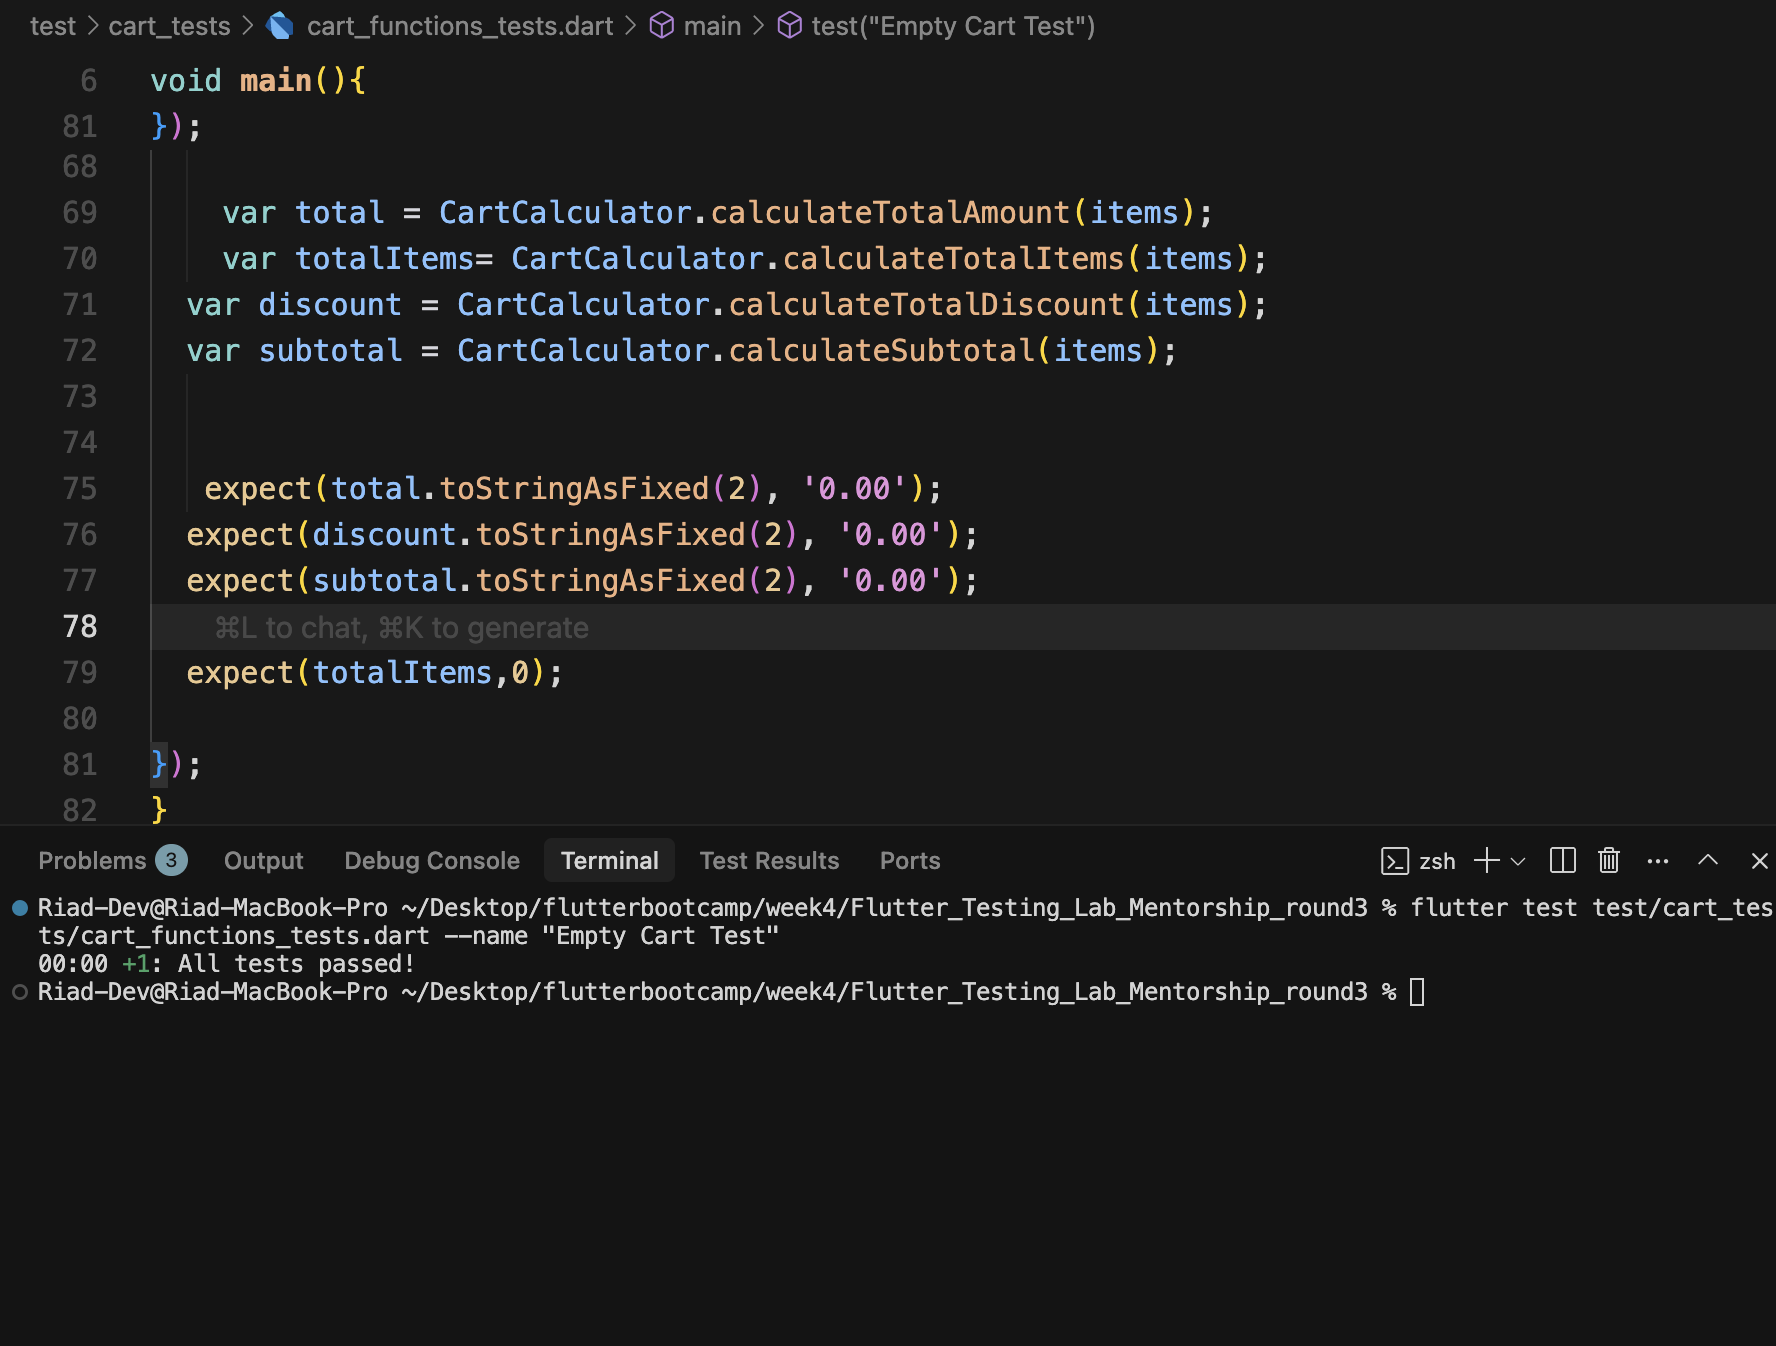 test > cart_tests > cart_functions_tests.dart > main > test("Empty Cart Test")
6 void main(){
81 });
68
69 var total = CartCalculator.calculateTotalAmount(items);
70 var totalItems= CartCalculator.calculateTotalItems(items);
71 var discount = CartCalculator.calculateTotalDiscount(items);
72 var subtotal = CartCalculator.calculateSubtotal(items);
73
74
75 expect(total.toStringAsFixed(2), '0.00');
76 expect(discount.toStringAsFixed(2), '0.00');
77 expect(subtotal.toStringAsFixed(2), '0.00');
78 ⌘L to chat, ⌘K to generate
79 expect(totalItems,0);
80
81 });
82 }
Problems 3 Output Debug Console Terminal Test Results Ports zsh
Riad-Dev@Riad-MacBook-Pro ~/Desktop/flutterbootcamp/week4/Flutter_Testing_Lab_Mentorship_round3 % flutter test test/cart_tes
ts/cart_functions_tests.dart --name "Empty Cart Test"
00:00 +1: All tests passed!
Riad-Dev@Riad-MacBook-Pro ~/Desktop/flutterbootcamp/week4/Flutter_Testing_Lab_Mentorship_round3 %